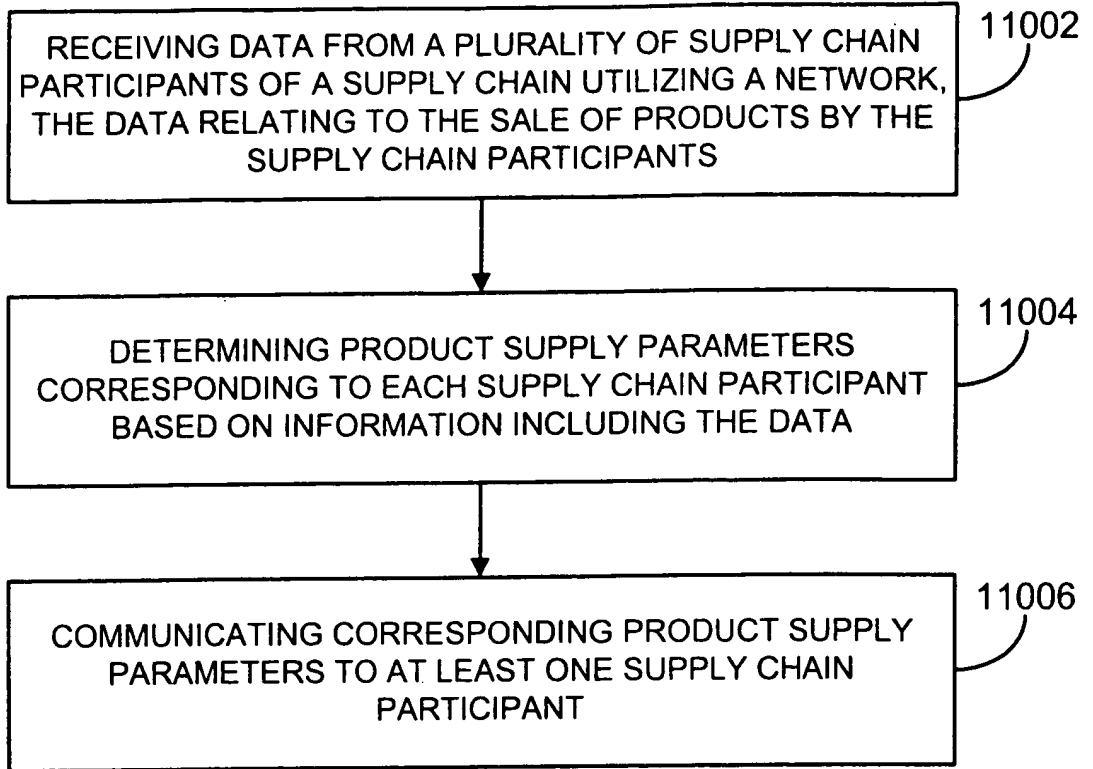 RECEIVING DATA FROM A PLURALITY OF SUPPLY CHAIN
PARTICIPANTS OF A SUPPLY CHAIN UTILIZING A NETWORK,
THE DATA RELATING TO THE SALE OF PRODUCTS BY THE
SUPPLY CHAIN PARTICIPANTS
11002
DETERMINING PRODUCT SUPPLY PARAMETERS
CORRESPONDING TO EACH SUPPLY CHAIN PARTICIPANT
BASED ON INFORMATION INCLUDING THE DATA
11004
COMMUNICATING CORRESPONDING PRODUCT SUPPLY
PARAMETERS TO AT LEAST ONE SUPPLY CHAIN
PARTICIPANT
11006